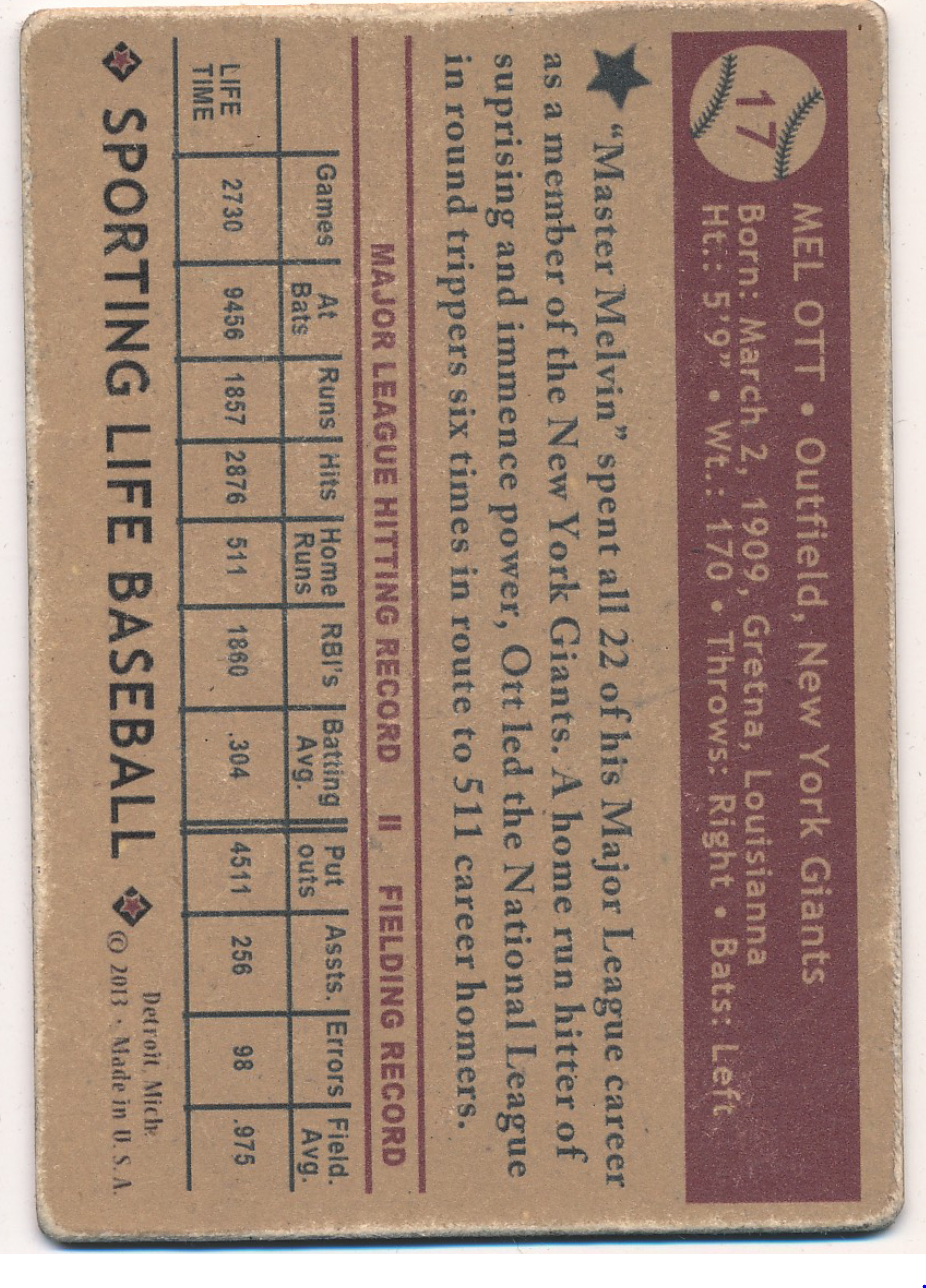 17
MEL OTT • Outfield, New York Giants
Born: March 2, 1909, Gretna, Louisianna
Ht.: 5'9" • Wt.: 170 • Throws: Right • Bats: Left
"Master Melvin" spent all 22 of his Major League career
as a member of the New York Giants. A home run hitter of
suprising and immence power, Ott led the National League
in round trippers six times in route to 511 career homers.
MAJOR LEAGUE HITTING RECORD II FIELDING RECORD
Games At Bats Runs Hits Home Runs RBI's Batting Avg. Put outs Assts. Errors Field. Avg.
LIFE TIME 2730 9456 1857 2876 511 1860 .304 4511 256 98 .975
SPORTING LIFE BASEBALL
Detroit, Mich.
© 2013 • Made in U. S. A.